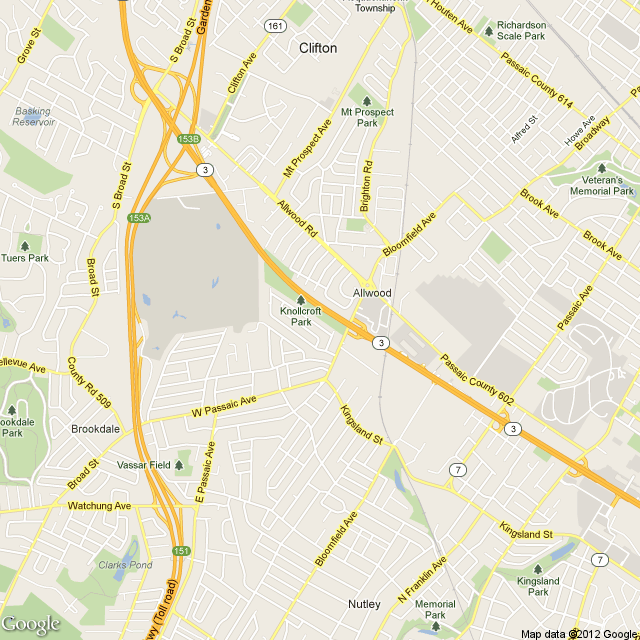 Township
Garden
161
Van Houten Ave
Richardson
Scale Park
Grove St
S Broad St
Clifton
Clifton Ave
Passaic County 614
Basking
Reservoir
Mt Prospect
Park
Alfred St
Howe Ave
Broadway
153B
Mt Prospect Ave
3
Brighton Rd
Veteran's
Memorial Park
S Broad St
153A
Allwood Rd
Bloomfield Ave
Brook Ave
Brook Ave
Tuers Park
Broad St
Allwood
Knollcroft
Park
Passaic Ave
3
Bellevue Ave
County Rd 509
Passaic County 602
W Passaic Ave
Brookdale
Park
Brookdale
Kingsland St
3
Vassar Field
7
Broad St
E Passaic Ave
Watchung Ave
Bloomfield Ave
Kingsland St
151
7
Clarks Pond
N Franklin Ave
Kingsland
Park
Nutley
Memorial
Park
wy (Toll road)
Google
Map data ©2012 Google